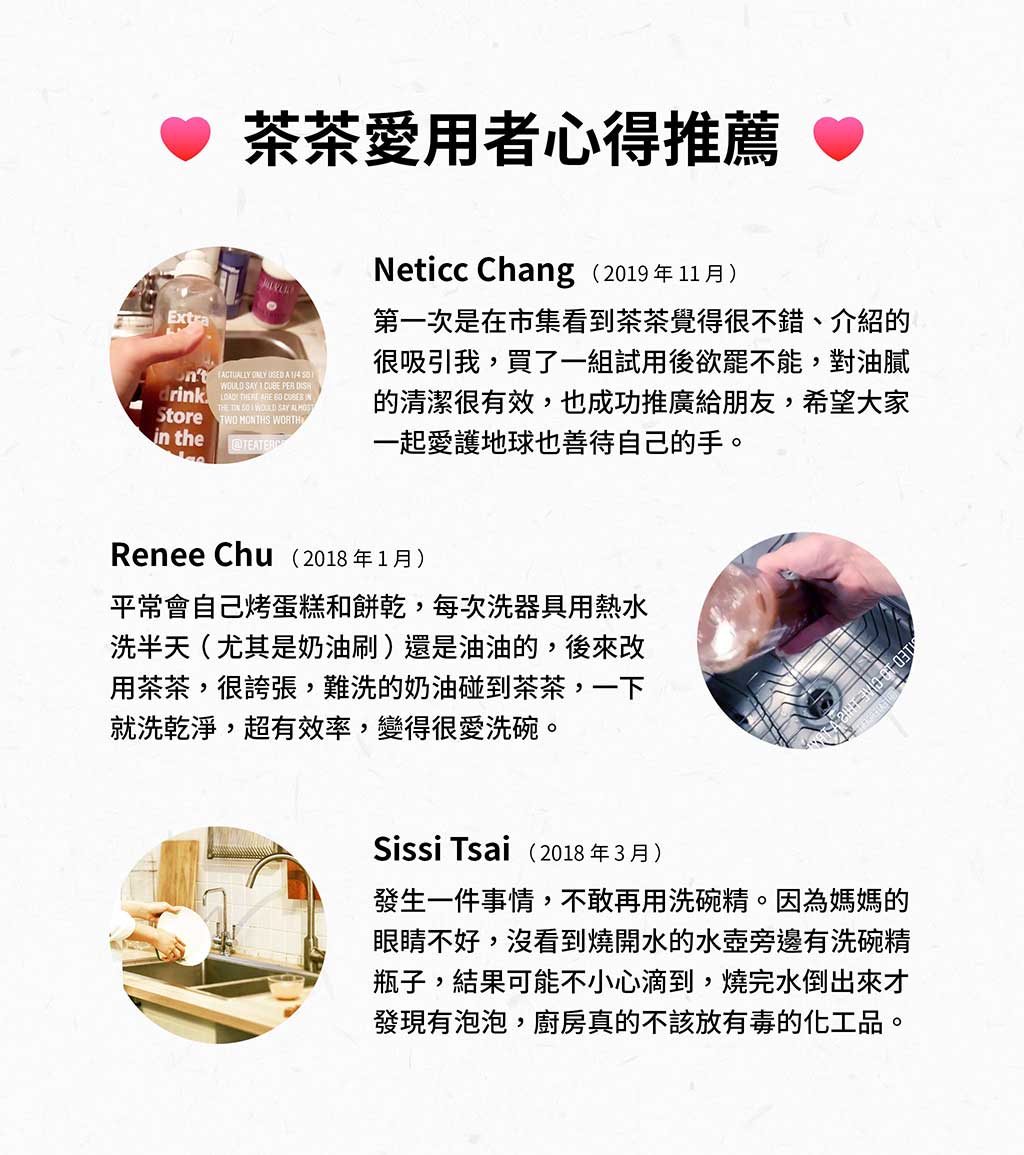 茶茶愛用者心得推薦
Neticc Chang （2019 年 11 月）
第一次是在市集看到茶茶覺得很不錯、介紹的
很吸引我，買了一組試用後欲罷不能，對油膩
的清潔很有效，也成功推廣給朋友，希望大家
一起愛護地球也善待自己的手。
Extra
drink.
Store
in the
I ACTUALLY ONLY USED A 1/4 SO I
WOULD SAY 1 CUBE PER DISH
LOAD! THERE ARE 60 CUBES IN
THE TIN SO I WOULD SAY ALMOST
TWO MONTHS WORTH
Renee Chu （2018 年 1 月）
平常會自己烤蛋糕和餅乾，每次洗器具用熱水
洗半天（尤其是奶油刷）還是油油的，後來改
用茶茶，很誇張，難洗的奶油碰到茶茶，一下
就洗乾淨，超有效率，變得很愛洗碗。
Sissi Tsai （2018 年 3 月）
發生一件事情，不敢再用洗碗精。因為媽媽的
眼睛不好，沒看到燒開水的水壺旁邊有洗碗精
瓶子，結果可能不小心滴到，燒完水倒出來才
發現有泡泡，廚房真的不該放有毒的化工品。